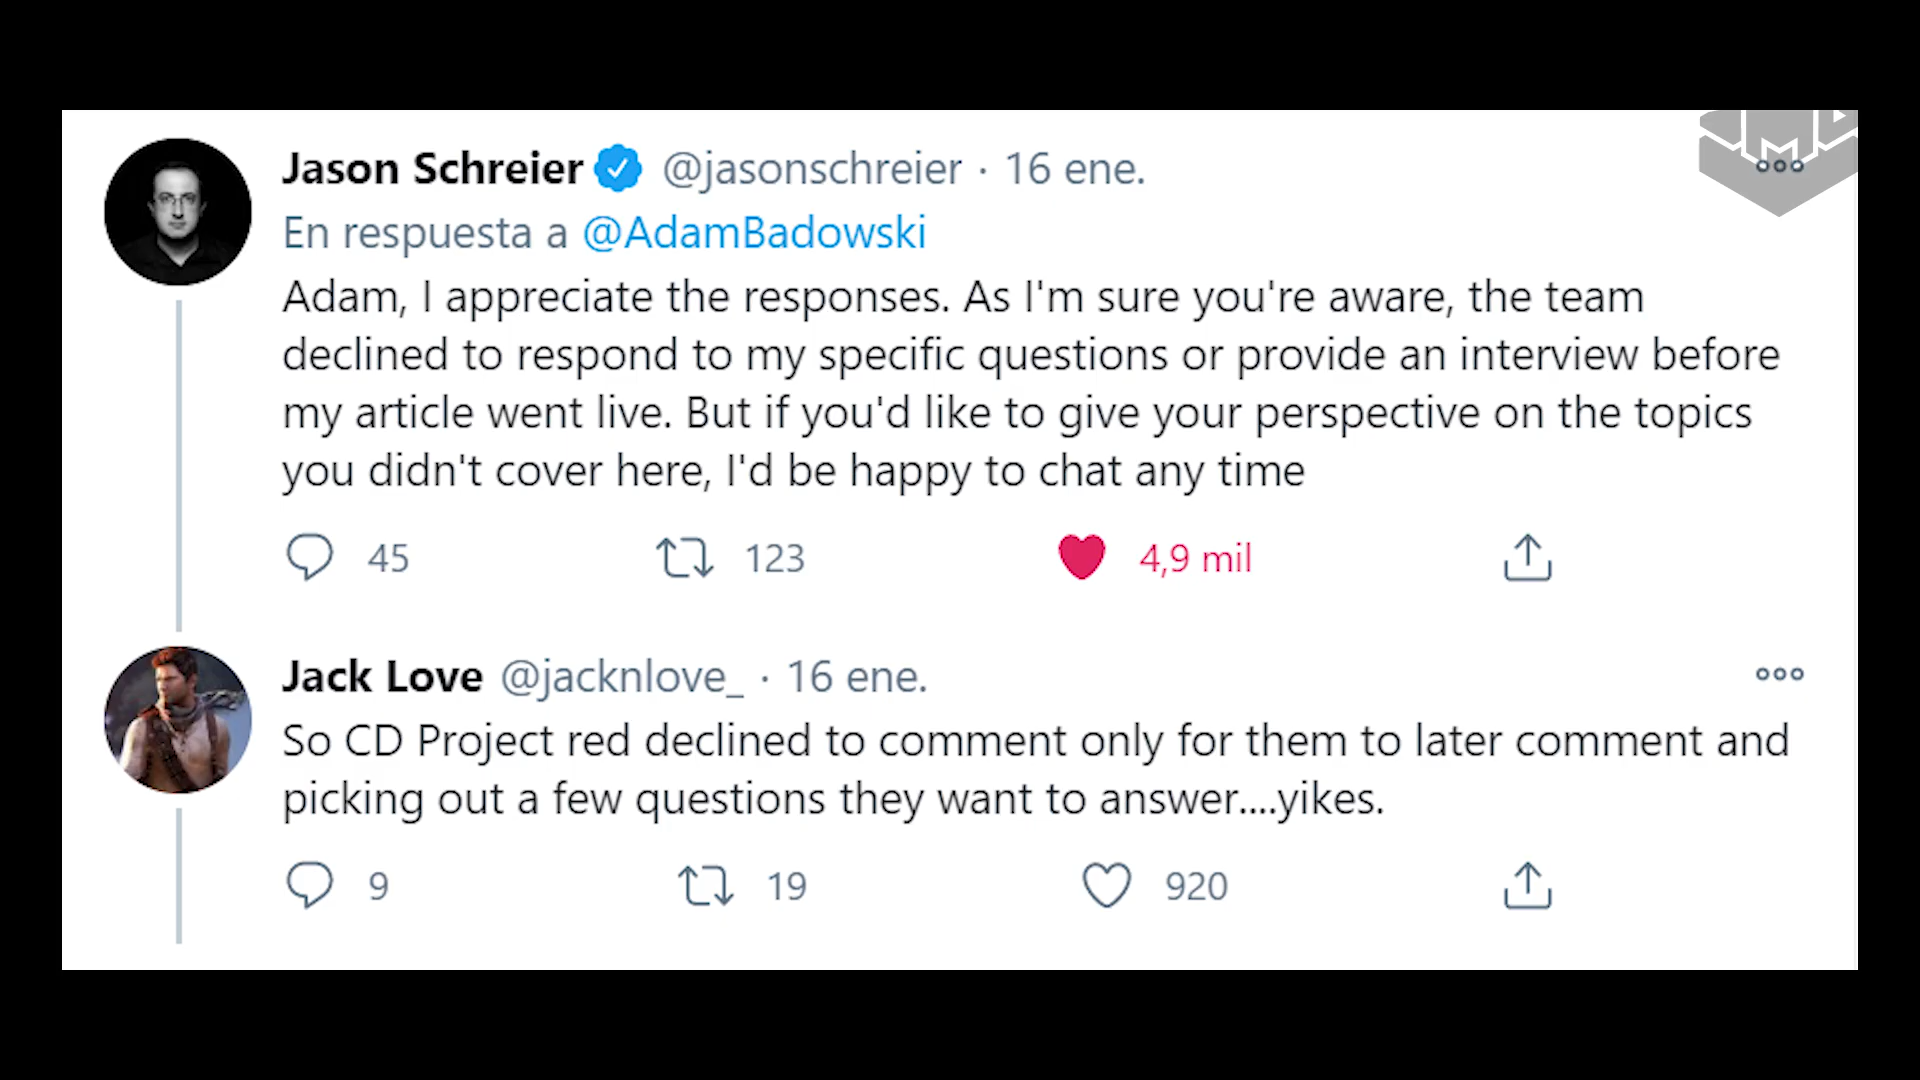 Jason Schreier @jasonschreier · 16 ene.
En respuesta a @AdamBadowski
Adam, I appreciate the responses. As I'm sure you're aware, the team
declined to respond to my specific questions or provide an interview before
my article went live. But if you'd like to give your perspective on the topics
you didn't cover here, I'd be happy to chat any time
45 123 4,9 mil
Jack Love @jacknlove_ · 16 ene.
So CD Project red declined to comment only for them to later comment and
picking out a few questions they want to answer....yikes.
9 19 920